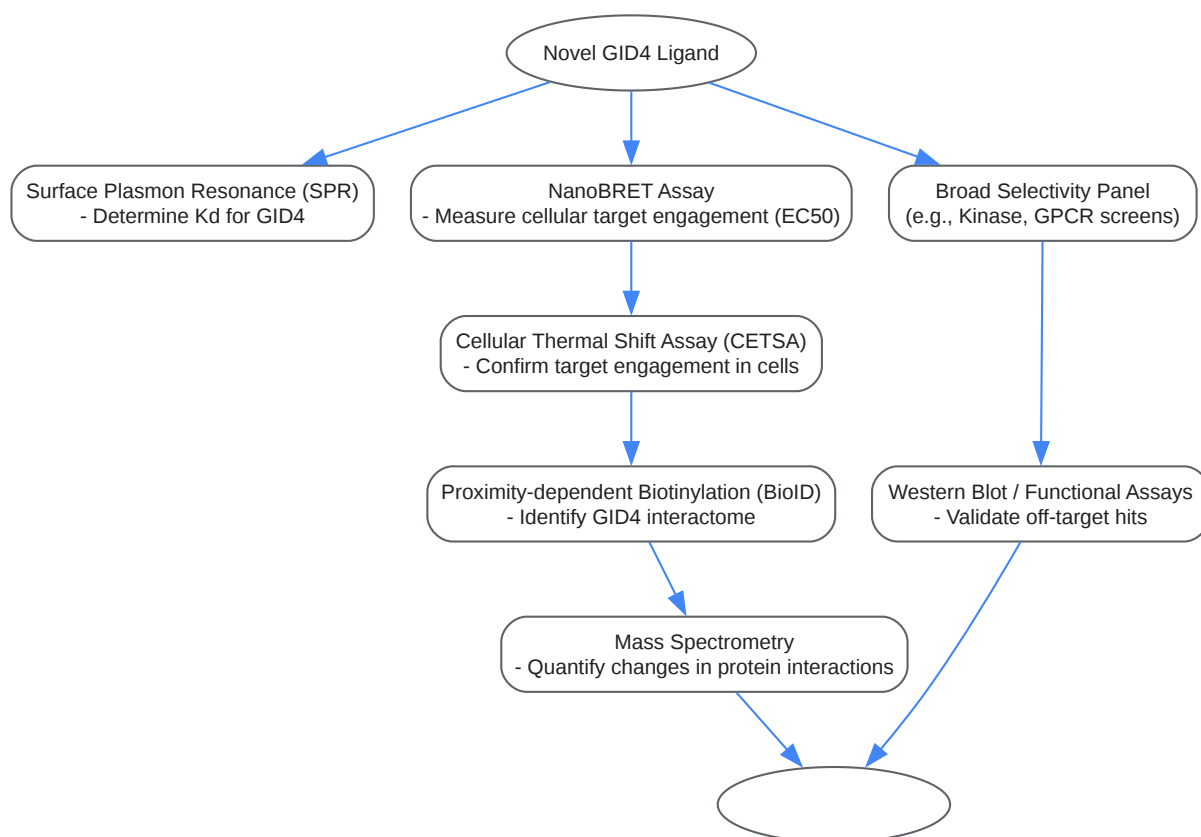 Novel GID4 Ligand
Surface Plasmon Resonance (SPR)
- Determine Kd for GID4
NanoBRET Assay
- Measure cellular target engagement (EC50)
Broad Selectivity Panel
(e.g., Kinase, GPCR screens)
Cellular Thermal Shift Assay (CETSA)
- Confirm target engagement in cells
Proximity-dependent Biotinylation (BioID)
- Identify GID4 interactome
Western Blot / Functional Assays
- Validate off-target hits
Mass Spectrometry
- Quantify changes in protein interactions